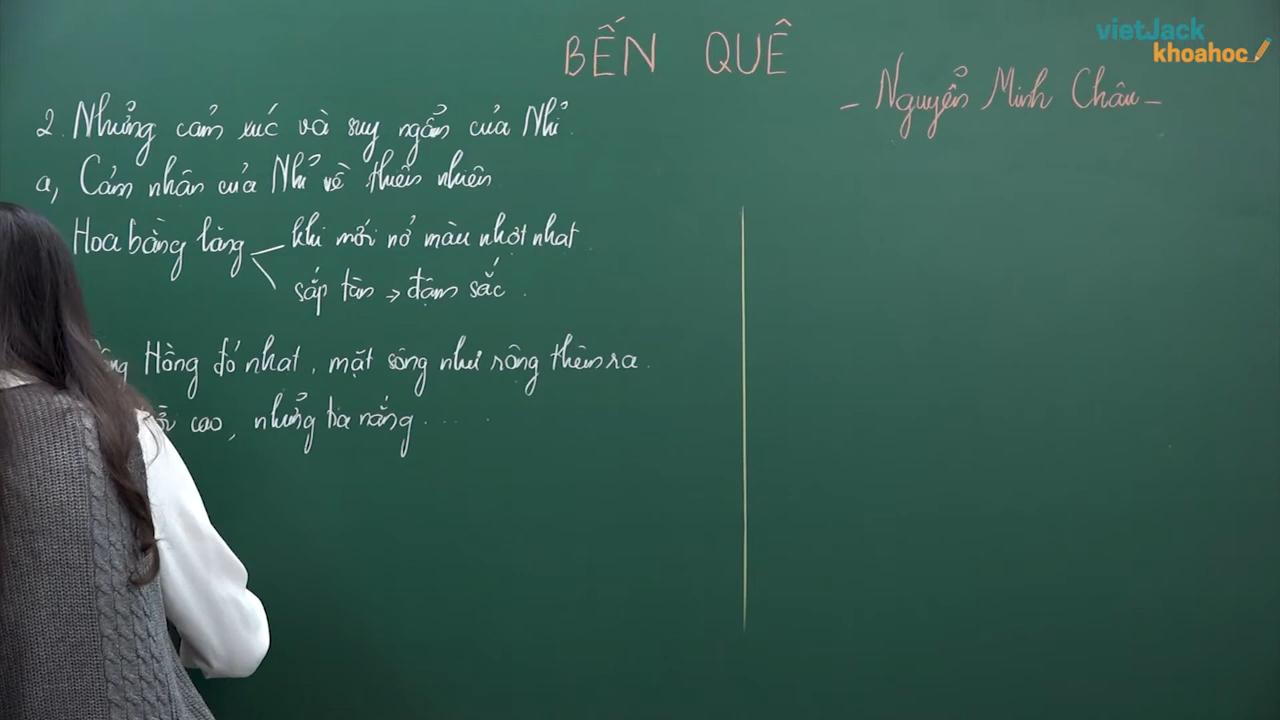 BẾN QUÊ
vietJack
khoahoc
- Nguyễn Minh Châu -
2. Những cảm xúc và suy ngẫm của Nhĩ.
a, Cảm nhận của Nhĩ về thiên nhiên
Hoa bằng lăng
khi mới nở màu nhợt nhạt
sắp tàn → đậm sắc.
Hồng đỏ nhạt, mặt sông như rộng thêm ra.
cao, những tia nắng....